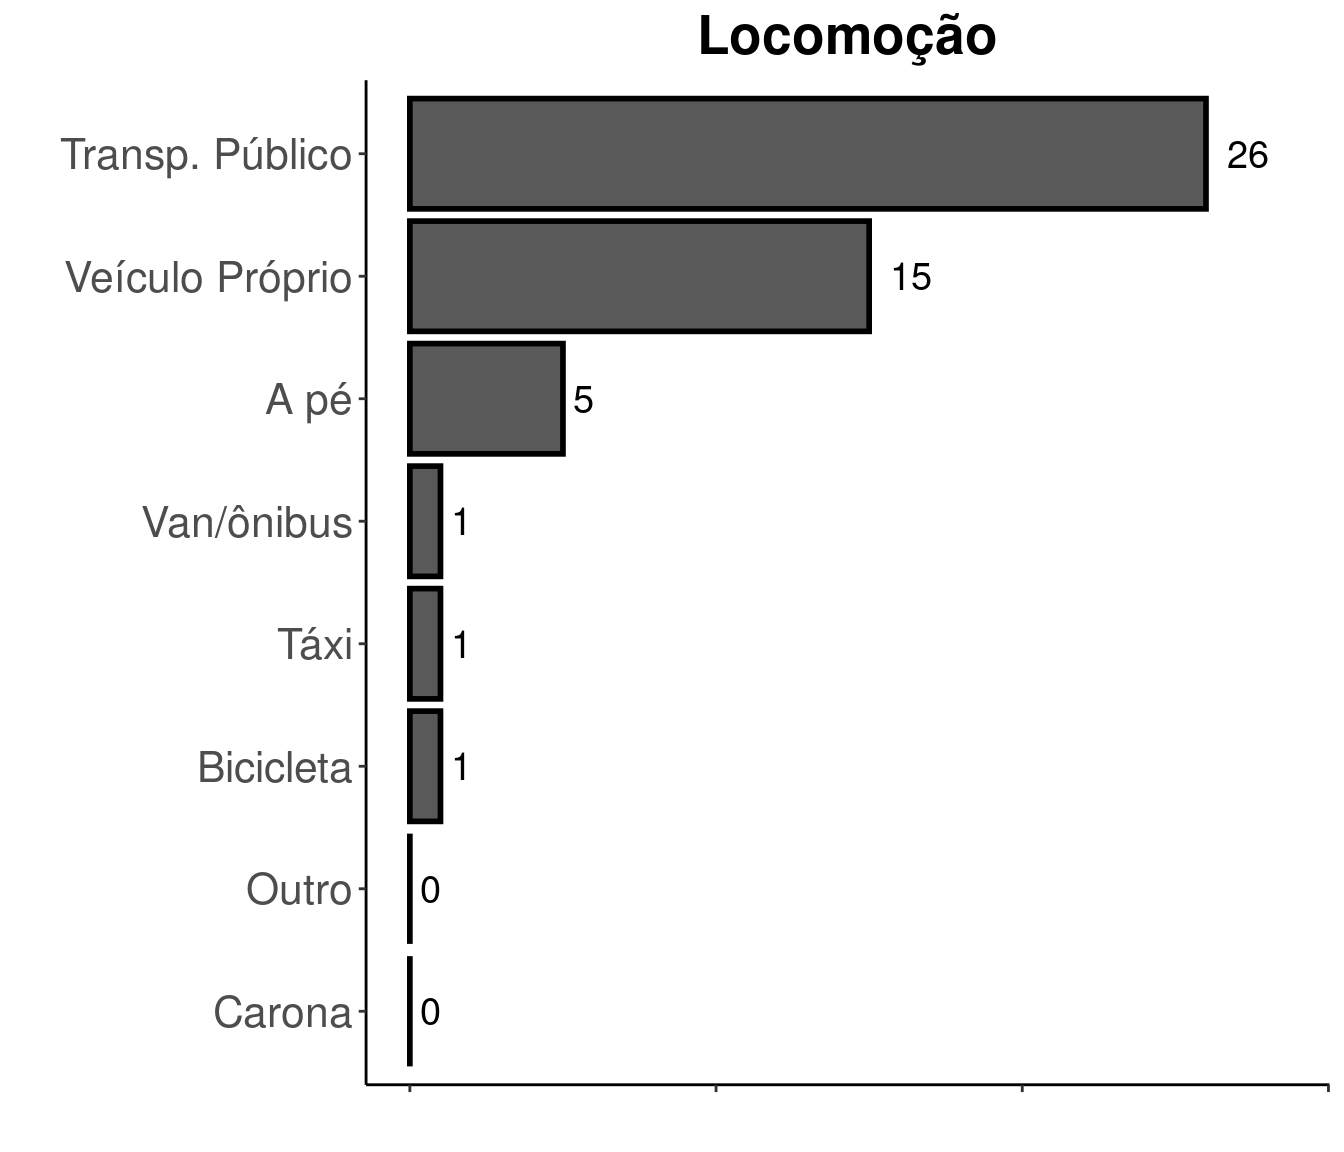 Locomoção
Transp. Público 26
Veículo Próprio 15
A pé 5
Van/ônibus 1
Táxi 1
Bicicleta 1
Outro 0
Carona 0